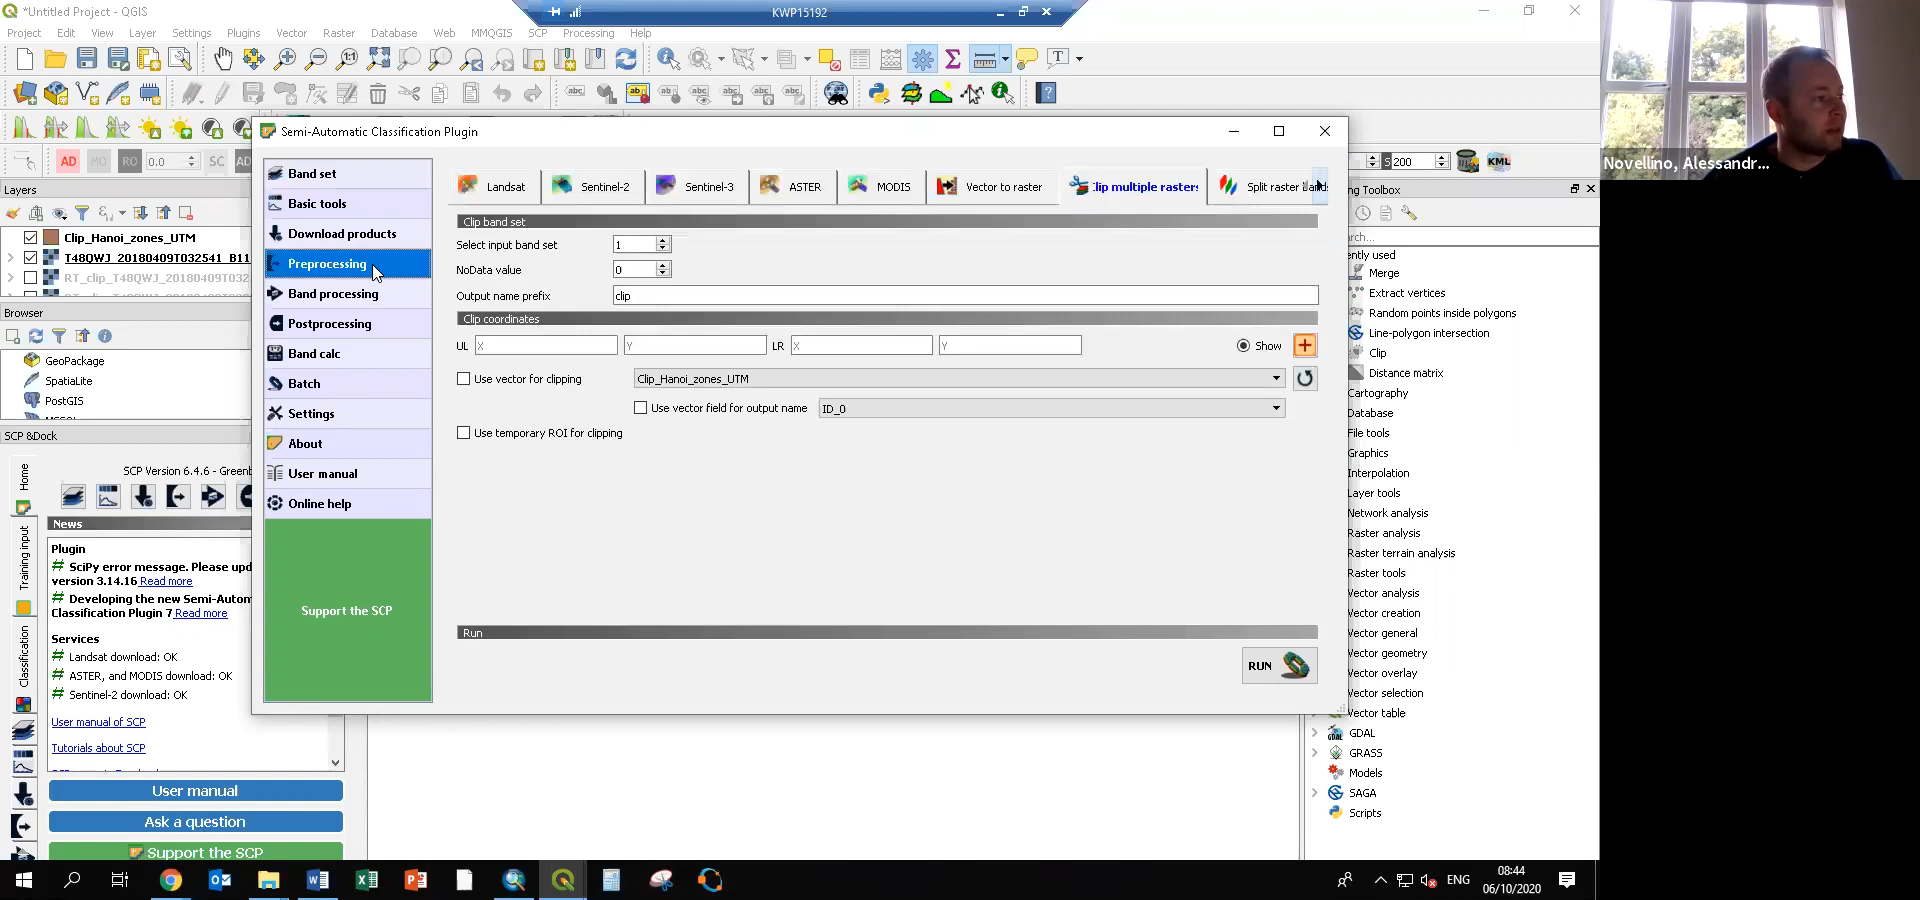 *Untitled Project - QGIS
KWP15192
Project Edit View Layer Settings Plugins Vector Raster Database Web MMQGIS SCP Processing Help
Semi-Automatic Classification Plugin
AD MO RO 0.0 SC AD
S 200 KML
Layers
Clip_Hanoi_zones_UTM
T48QWJ_20180409T032541_B11
RT_clip_T48QWJ_20180409T032
Browser
GeoPackage
SpatiaLite
PostGIS
SCP &Dock
Home
Training input
Classification
SCP Version 6.4.6 - Greenb
News
Plugin
# SciPy error message. Please upd
version 3.14.16 Read more
# Developing the new Semi-Autom
Classification Plugin 7 Read more
Services
# Landsat download: OK
# ASTER, and MODIS download: OK
# Sentinel-2 download: OK
User manual of SCP
Tutorials about SCP
User manual
Ask a question
Support the SCP
Band set
Basic tools
Download products
Preprocessing
Band processing
Postprocessing
Band calc
Batch
Settings
About
User manual
Online help
Support the SCP
Landsat Sentinel-2 Sentinel-3 ASTER MODIS Vector to raster Clip multiple rasters Split raster bands
Clip band set
Select input band set 1
NoData value 0
Output name prefix clip
Clip coordinates
UL X Y LR X Y Show
Use vector for clipping Clip_Hanoi_zones_UTM
Use vector field for output name ID_0
Use temporary ROI for clipping
Run
RUN
ng Toolbox
rch...
ently used
Merge
Extract vertices
Random points inside polygons
Line-polygon intersection
Clip
Distance matrix
Cartography
Database
File tools
Graphics
Interpolation
Layer tools
Network analysis
Raster analysis
Raster terrain analysis
Raster tools
Vector analysis
Vector creation
Vector general
Vector geometry
Vector overlay
Vector selection
Vector table
GDAL
GRASS
Models
SAGA
Scripts
Novellino, Alessandr...
ENG
08:44
06/10/2020